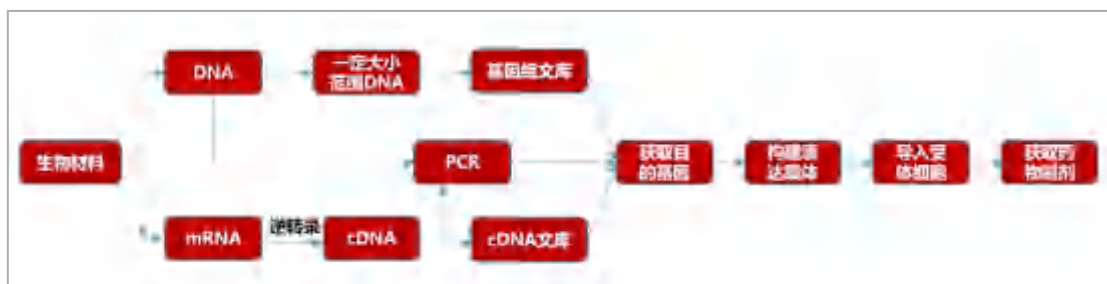 DNA
一定大小
范围DNA
基因组文库
生物材料
PCR
获取目
的基因
构建表
达载体
导入受
体细胞
获取药
物制剂
mRNA
逆转录
cDNA
cDNA文库